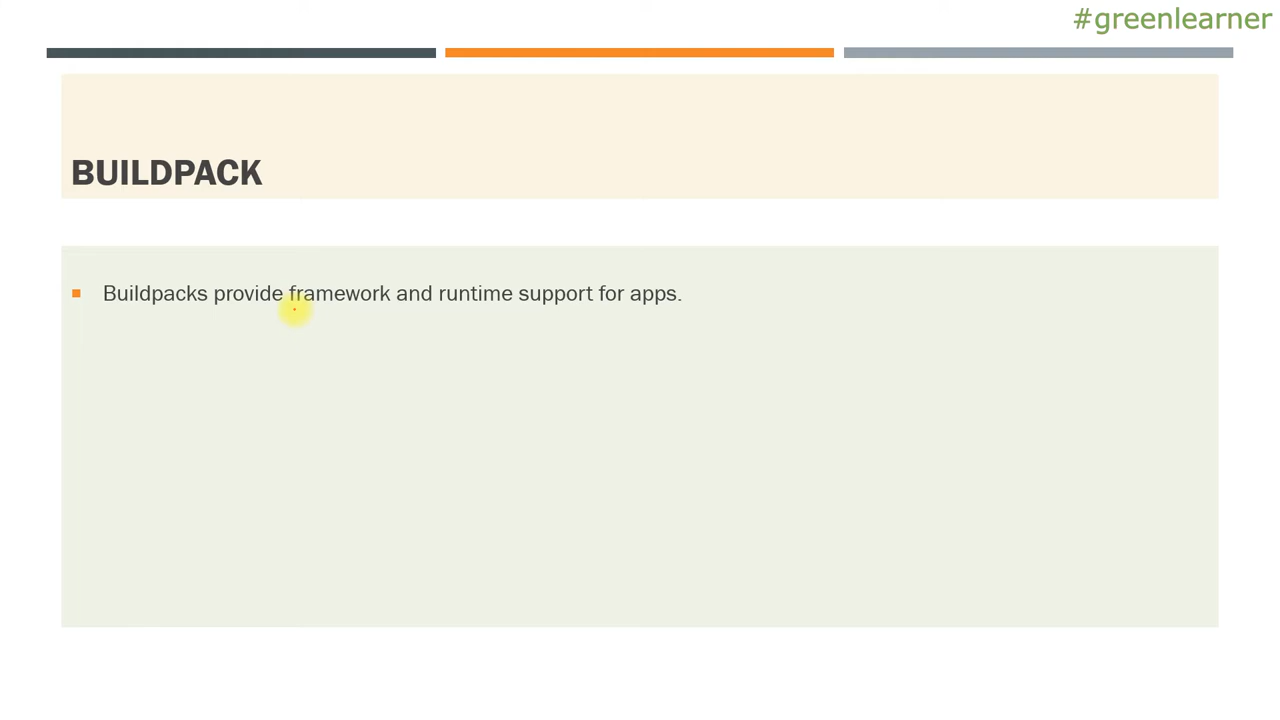 #greenlearner
BUILDPACK
Buildpacks provide framework and runtime support for apps.